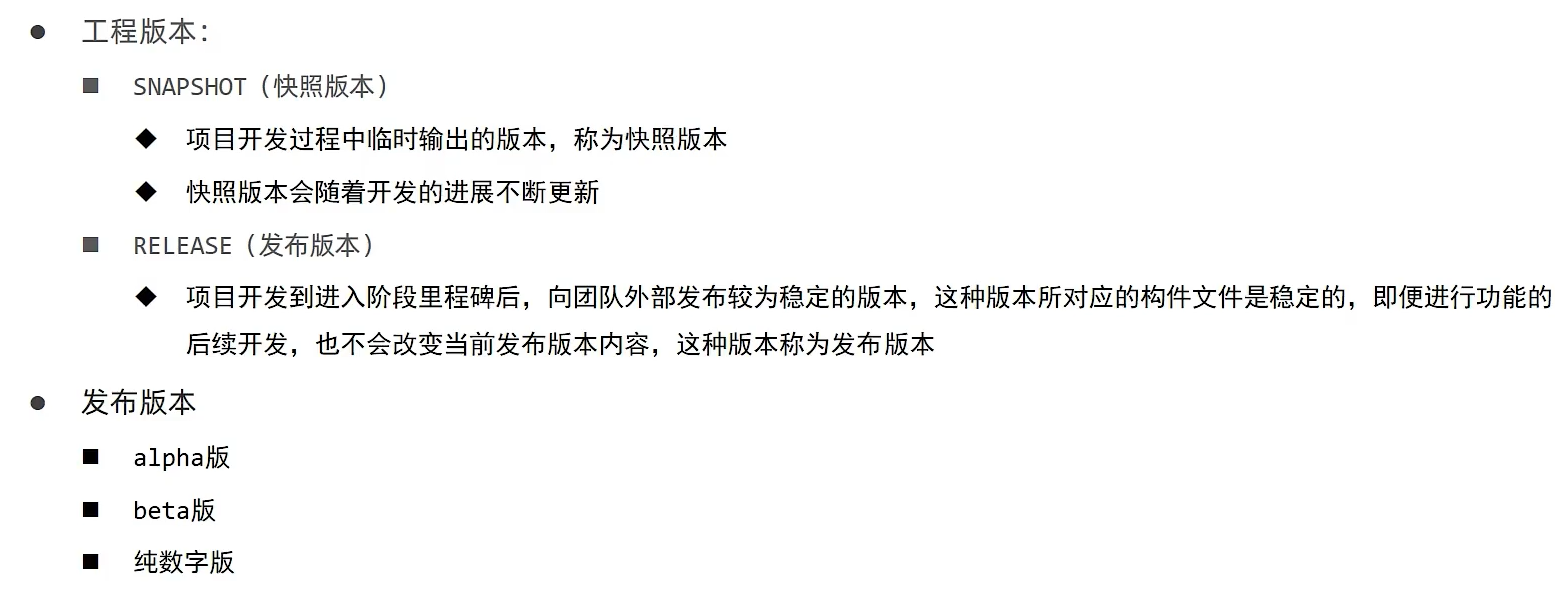 ● 工程版本：
■ SNAPSHOT（快照版本）
◆ 项目开发过程中临时输出的版本，称为快照版本
◆ 快照版本会随着开发的进展不断更新
■ RELEASE（发布版本）
◆ 项目开发到进入阶段里程碑后，向团队外部发布较为稳定的版本，这种版本所对应的构件文件是稳定的，即便进行功能的
后续开发，也不会改变当前发布版本内容，这种版本称为发布版本
● 发布版本
■ alpha版
■ beta版
■ 纯数字版